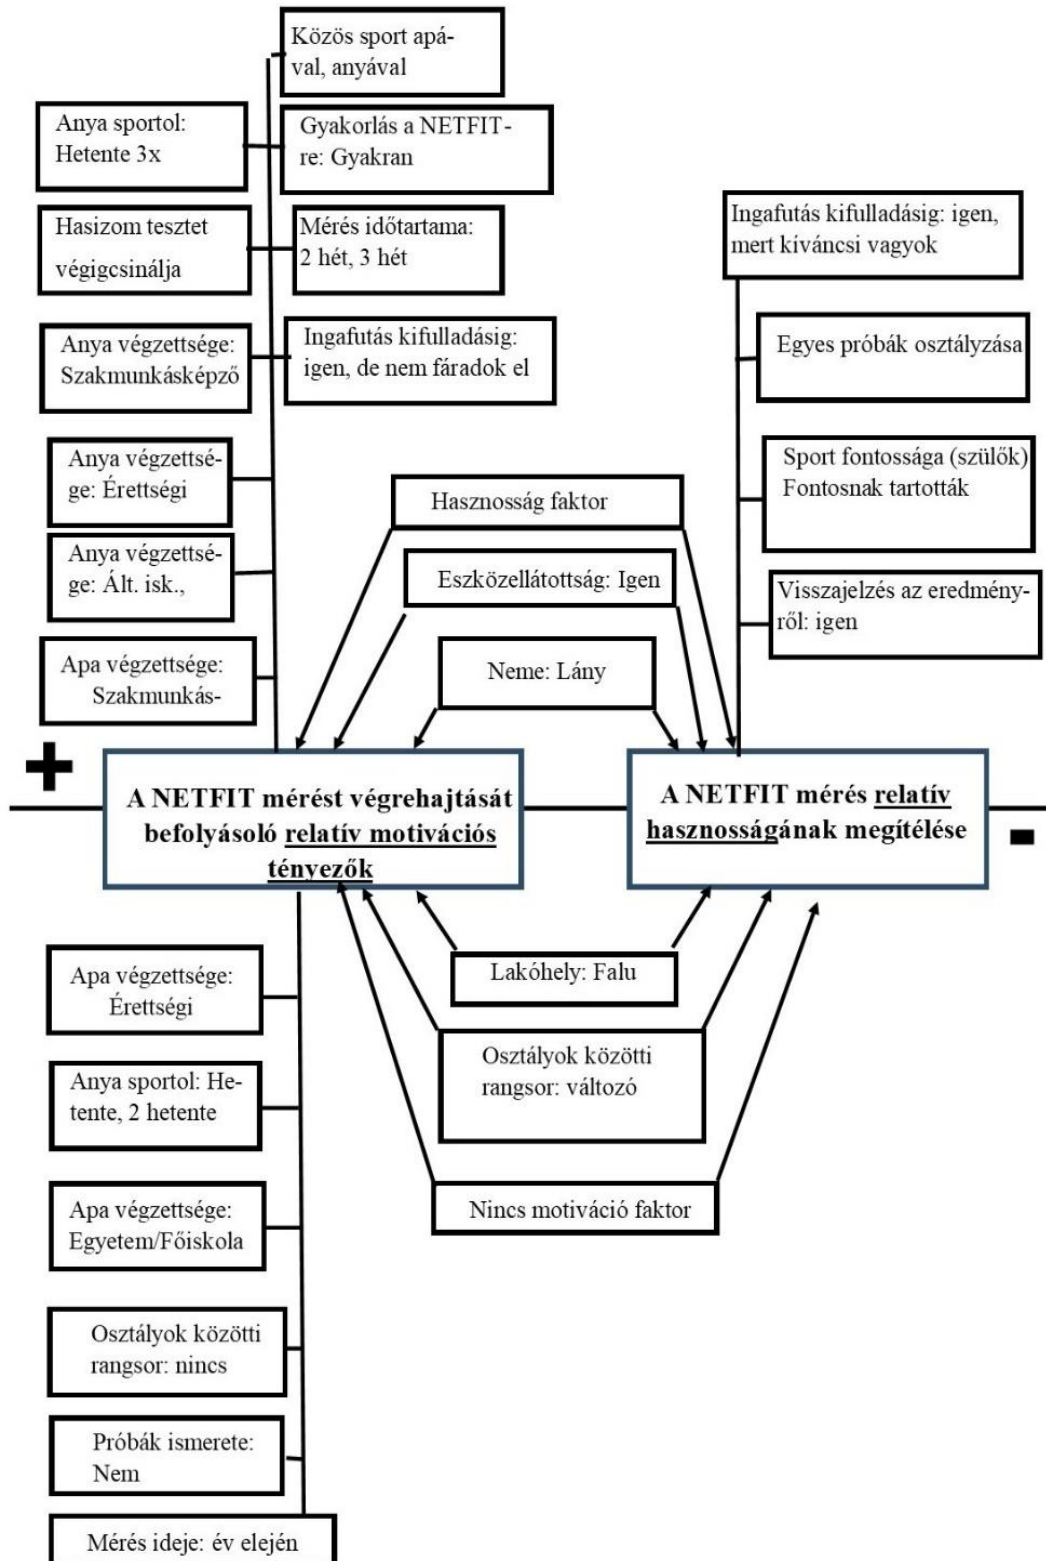 Közös sport apá-
val, anyával
Anya sportol:
Hetente 3x
Gyakorlás a NETFIT-
re: Gyakran
Hasizom tesztet
végigcsinálja
Mérés időtartama:
2 hét, 3 hét
Anya végzettsége:
Szakmunkásképző
Ingafutás kifulladásig:
igen, de nem fáradok el
Anya végzettsé-
ge: Érettségi
Anya végzettsé-
ge: Ált. isk.,
Apa végzettsége:
Szakmunkás-
Ingafutás kifulladásig: igen,
mert kíváncsi vagyok
Egyes próbák osztályzása
Sport fontossága (szülők)
Fontosnak tartották
Visszajelzés az eredmény-
ről: igen
Hasznosság faktor
Eszközellátottság: Igen
Neme: Lány
+
A NETFIT mérést végrehajtását
befolyásoló relatív motivációs
tényezők
A NETFIT mérés relatív
hasznosságának megítélése
-
Lakóhely: Falu
Osztályok közötti
rangsor: változó
Nincs motiváció faktor
Apa végzettsége:
Érettségi
Anya sportol: He-
tente, 2 hetente
Apa végzettsége:
Egyetem/Főiskola
Osztályok közötti
rangsor: nincs
Próbák ismerete:
Nem
Mérés ideje: év elején